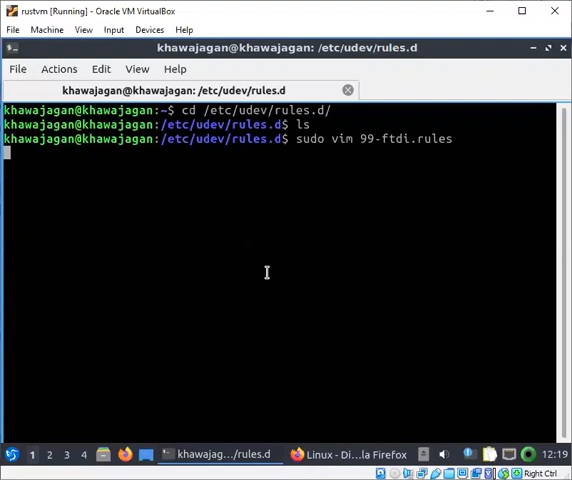 rustvm [Running] - Oracle VM VirtualBox
File Machine View Input Devices Help
khawajagan@khawajagan: /etc/udev/rules.d
File Actions Edit View Help
khawajagan@khawajagan: /etc/udev/rules.d
khawajagan@khawajagan:~$ cd /etc/udev/rules.d/
khawajagan@khawajagan:/etc/udev/rules.d$ ls
khawajagan@khawajagan:/etc/udev/rules.d$ sudo vim 99-ftdi.rules
1 2 3 4 khawajag.../rules.d Linux - Di...la Firefox 12:19
Right Ctrl